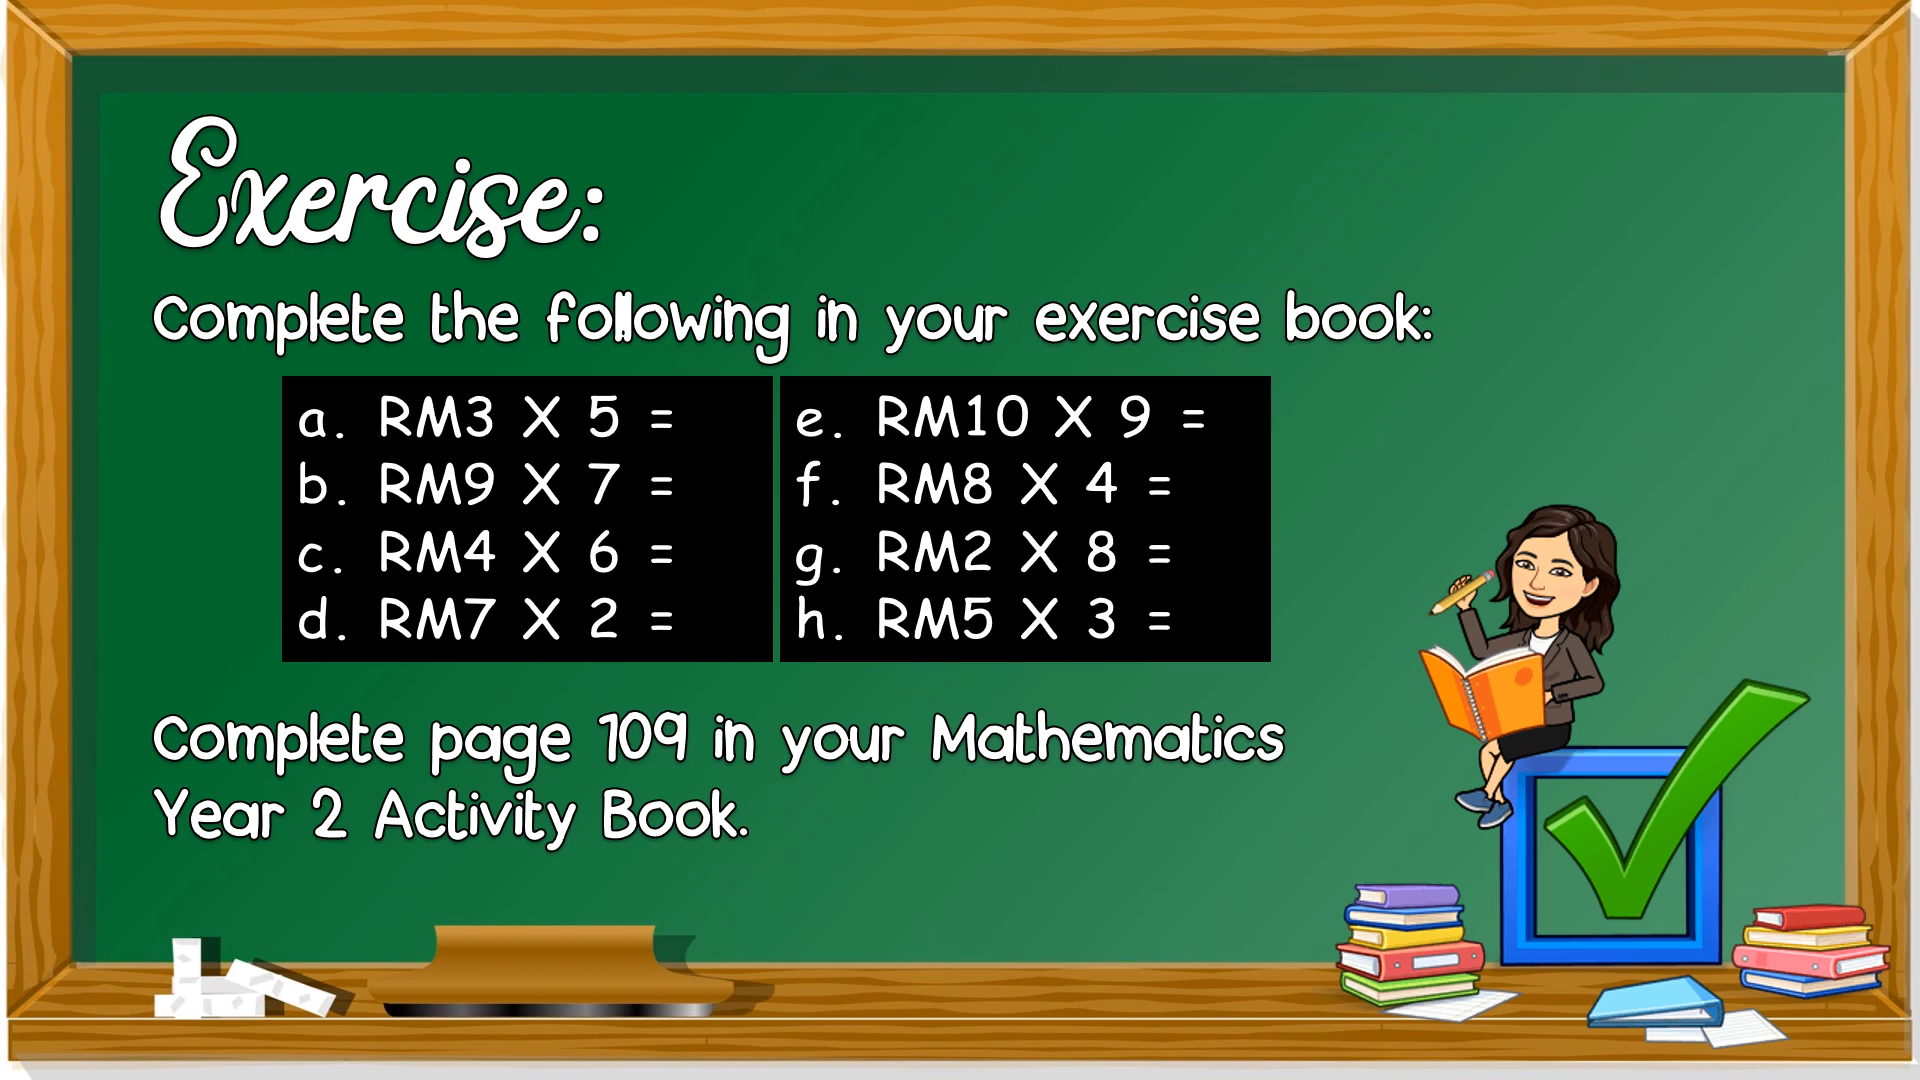 Exercise:
Complete the following in your exercise book:
a. RM3 X 5 =
b. RM9 X 7 =
c. RM4 X 6 =
d. RM7 X 2 =
e. RM10 X 9 =
f. RM8 X 4 =
g. RM2 X 8 =
h. RM5 X 3 =
Complete page 109 in your Mathematics
Year 2 Activity Book.